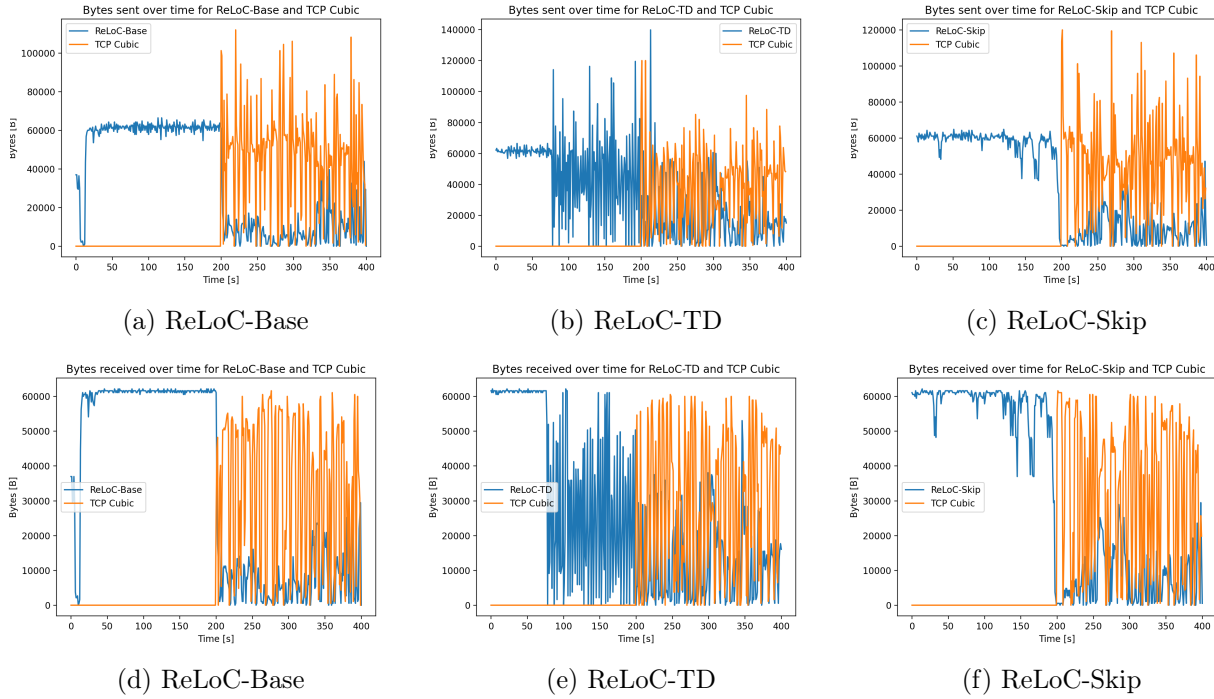 Bytes sent over time for ReLoC-Base and TCP Cubic
ReLoC-Base
TCP Cubic
100000
80000
60000
40000
20000
0
Bytes [B]
0 50 100 150 200 250 300 350 400
Time [s]
(a) ReLoC-Base
Bytes sent over time for ReLoC-TD and TCP Cubic
ReLoC-TD
TCP Cubic
140000
120000
100000
80000
60000
40000
20000
0
Bytes [B]
0 50 100 150 200 250 300 350 400
Time [s]
(b) ReLoC-TD
Bytes sent over time for ReLoC-Skip and TCP Cubic
ReLoC-Skip
TCP Cubic
120000
100000
80000
60000
40000
20000
0
Bytes [B]
0 50 100 150 200 250 300 350 400
Time [s]
(c) ReLoC-Skip
Bytes received over time for ReLoC-Base and TCP Cubic
60000
50000
40000
30000
20000
10000
0
Bytes [B]
ReLoC-Base
TCP Cubic
0 50 100 150 200 250 300 350 400
Time [s]
(d) ReLoC-Base
Bytes received over time for ReLoC-TD and TCP Cubic
60000
50000
40000
30000
20000
10000
0
Bytes [B]
ReLoC-TD
TCP Cubic
0 50 100 150 200 250 300 350 400
Time [s]
(e) ReLoC-TD
Bytes received over time for ReLoC-Skip and TCP Cubic
60000
50000
40000
30000
20000
10000
0
Bytes [B]
ReLoC-Skip
TCP Cubic
0 50 100 150 200 250 300 350 400
Time [s]
(f) ReLoC-Skip